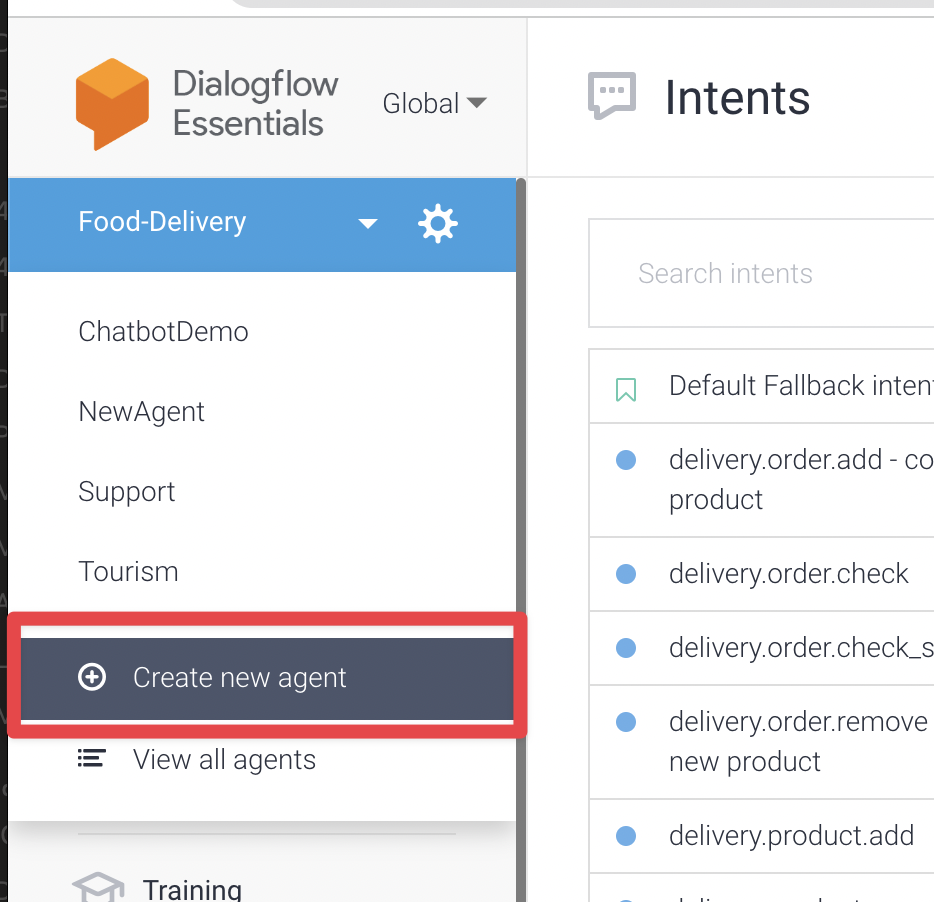 Dialogflow
Essentials
Global
Intents
Food-Delivery
ChatbotDemo
NewAgent
Support
Tourism
Create new agent
View all agents
Training
Search intents
Default Fallback inten
delivery.order.add - co
product
delivery.order.check
delivery.order.check_s
delivery.order.remove
new product
delivery.product.add